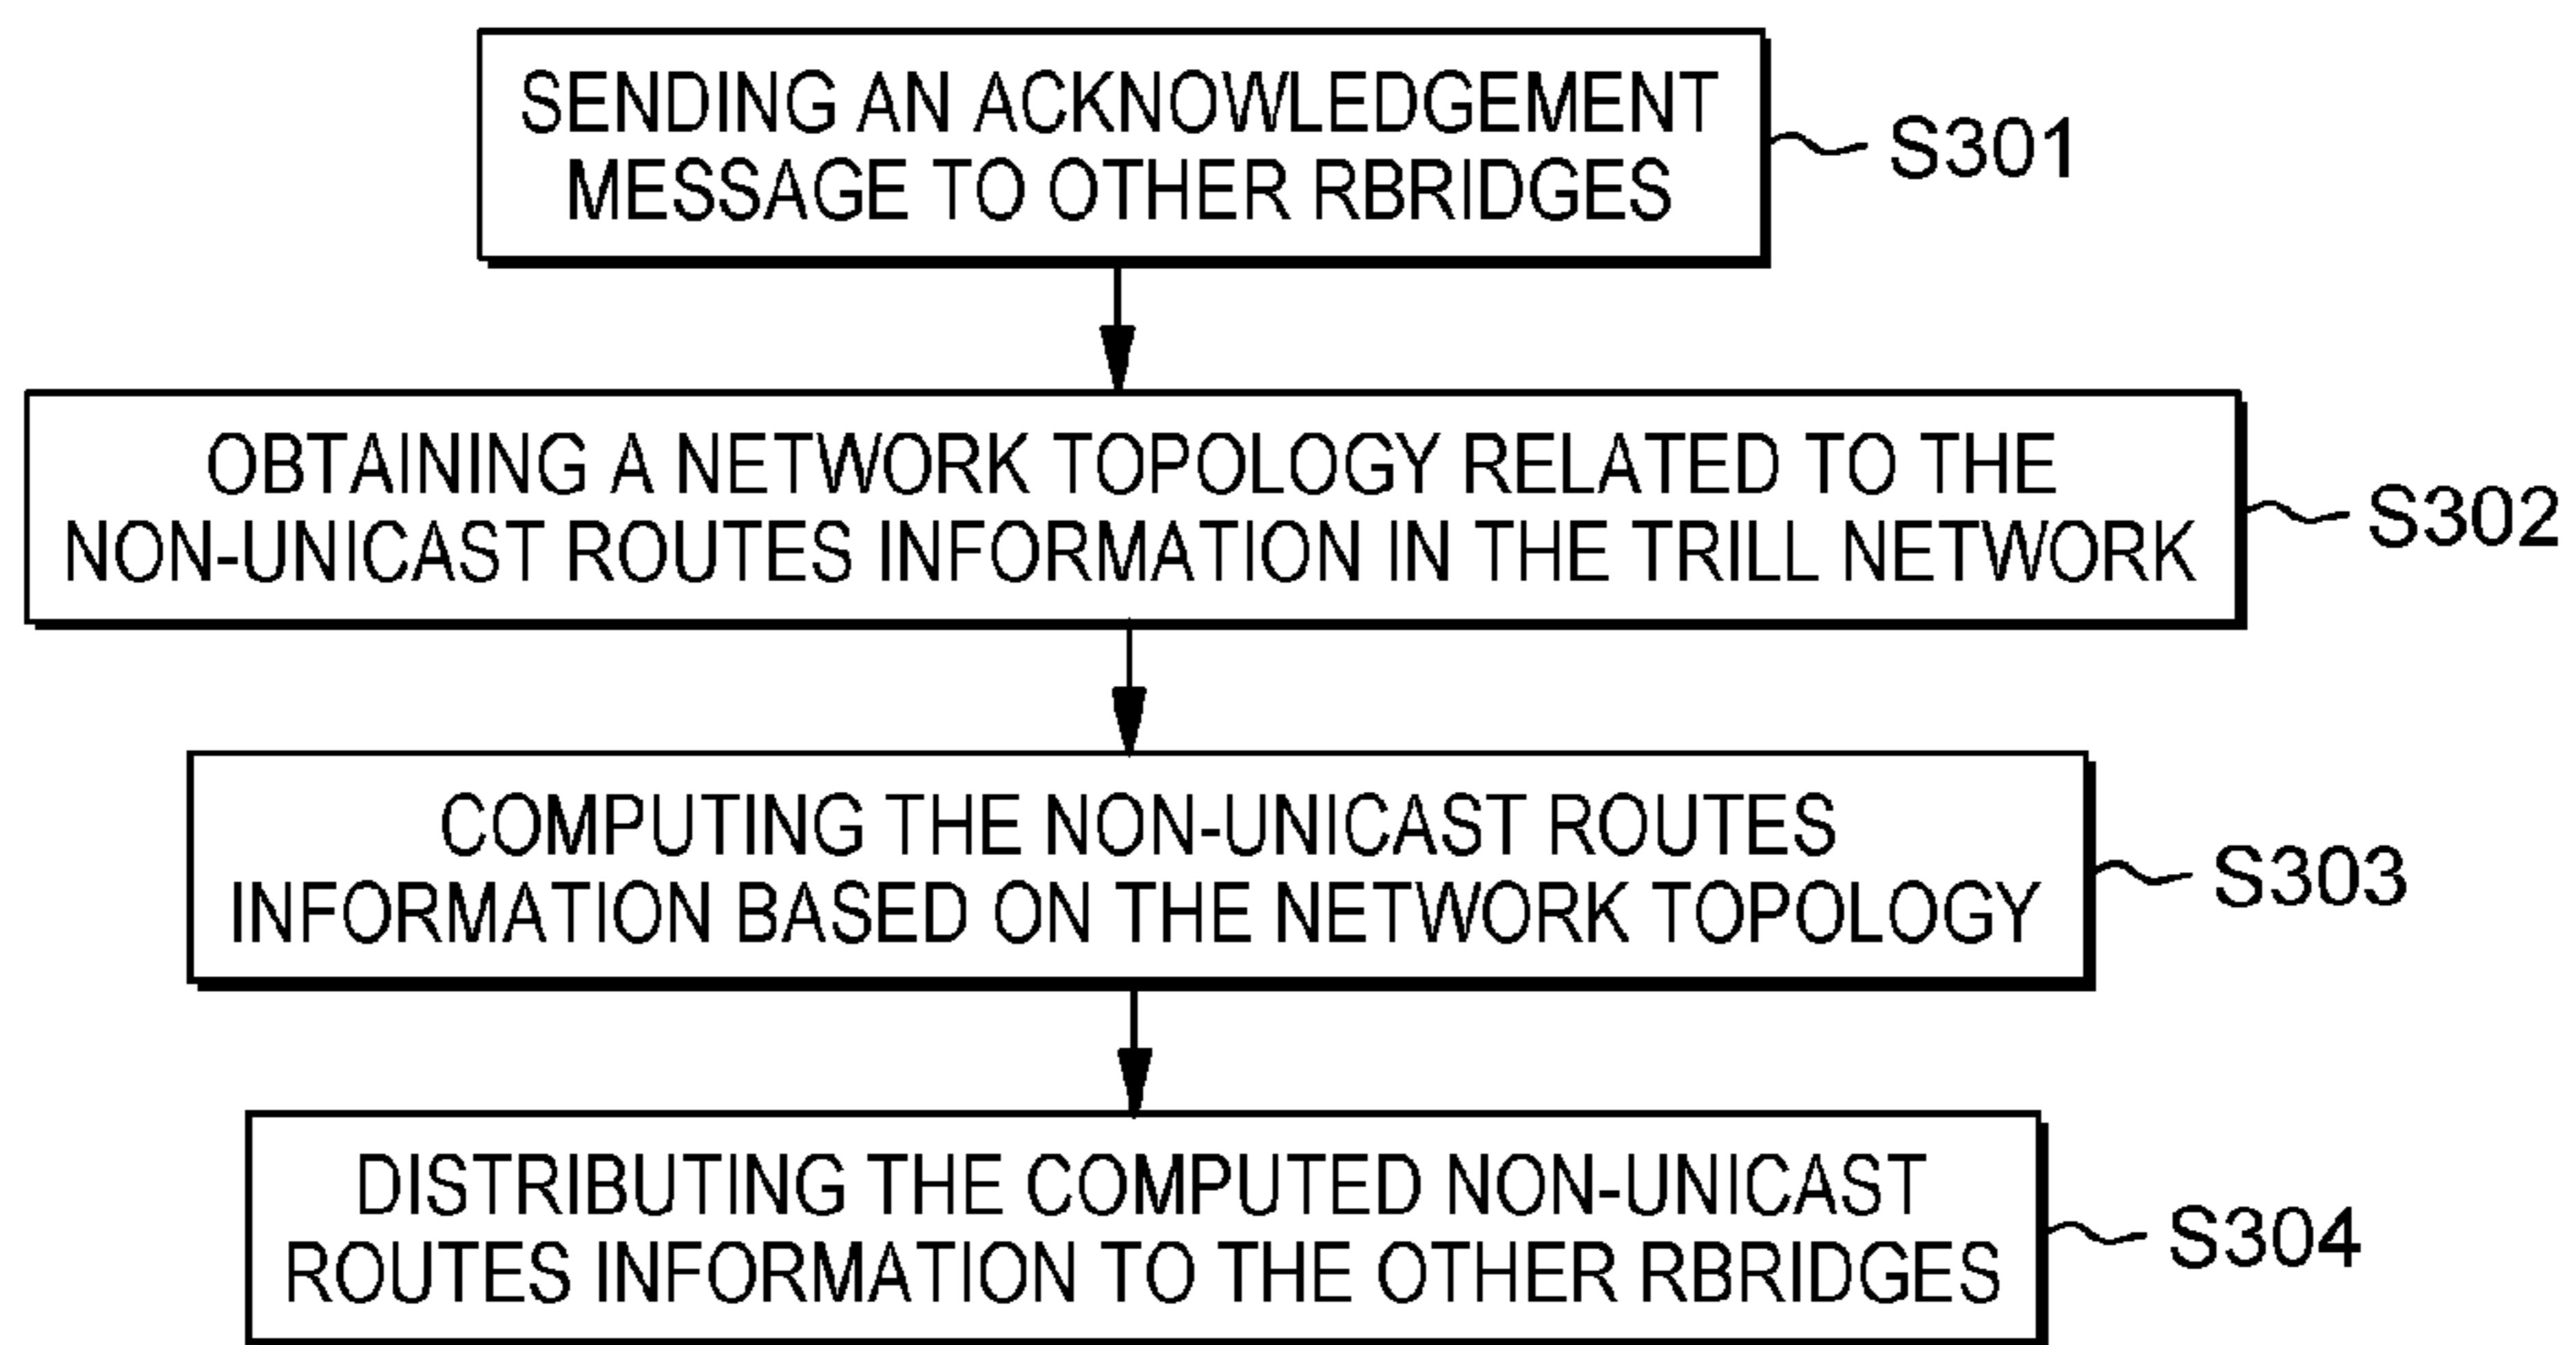 SENDING AN ACKNOWLEDGEMENT
MESSAGE TO OTHER RBRIDGES
S301
OBTAINING A NETWORK TOPOLOGY RELATED TO THE
NON-UNICAST ROUTES INFORMATION IN THE TRILL NETWORK
S302
COMPUTING THE NON-UNICAST ROUTES
INFORMATION BASED ON THE NETWORK TOPOLOGY
S303
DISTRIBUTING THE COMPUTED NON-UNICAST
ROUTES INFORMATION TO THE OTHER RBRIDGES
S304